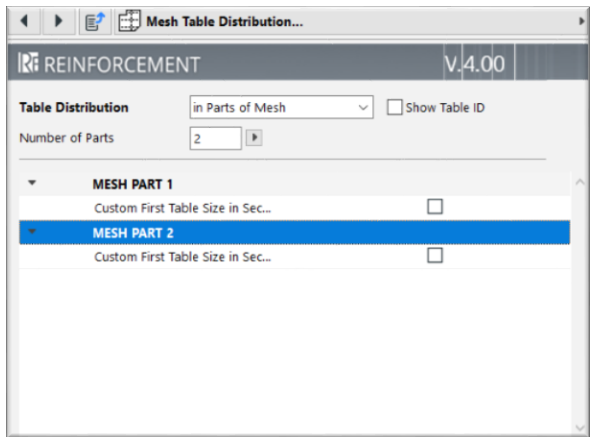 Mesh Table Distribution...
REINFORCEMENT V.4.00
Table Distribution in Parts of Mesh Show Table ID
Number of Parts 2
MESH PART 1
Custom First Table Size in Sec...
MESH PART 2
Custom First Table Size in Sec...